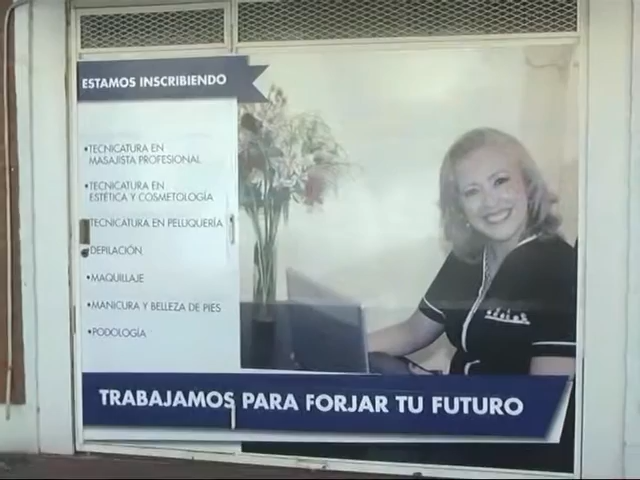 ESTAMOS INSCRIBIENDO
•TECNICATURA EN
MASAJISTA PROFESIONAL
•TECNICATURA EN
ESTÉTICA Y COSMETOLOGÍA
TECNICATURA EN PELUQUERÍA
DEPILACIÓN
•MAQUILLAJE
•MANICURA Y BELLEZA DE PIES
•PODOLOGÍA
TRABAJAMOS PARA FORJAR TU FUTURO